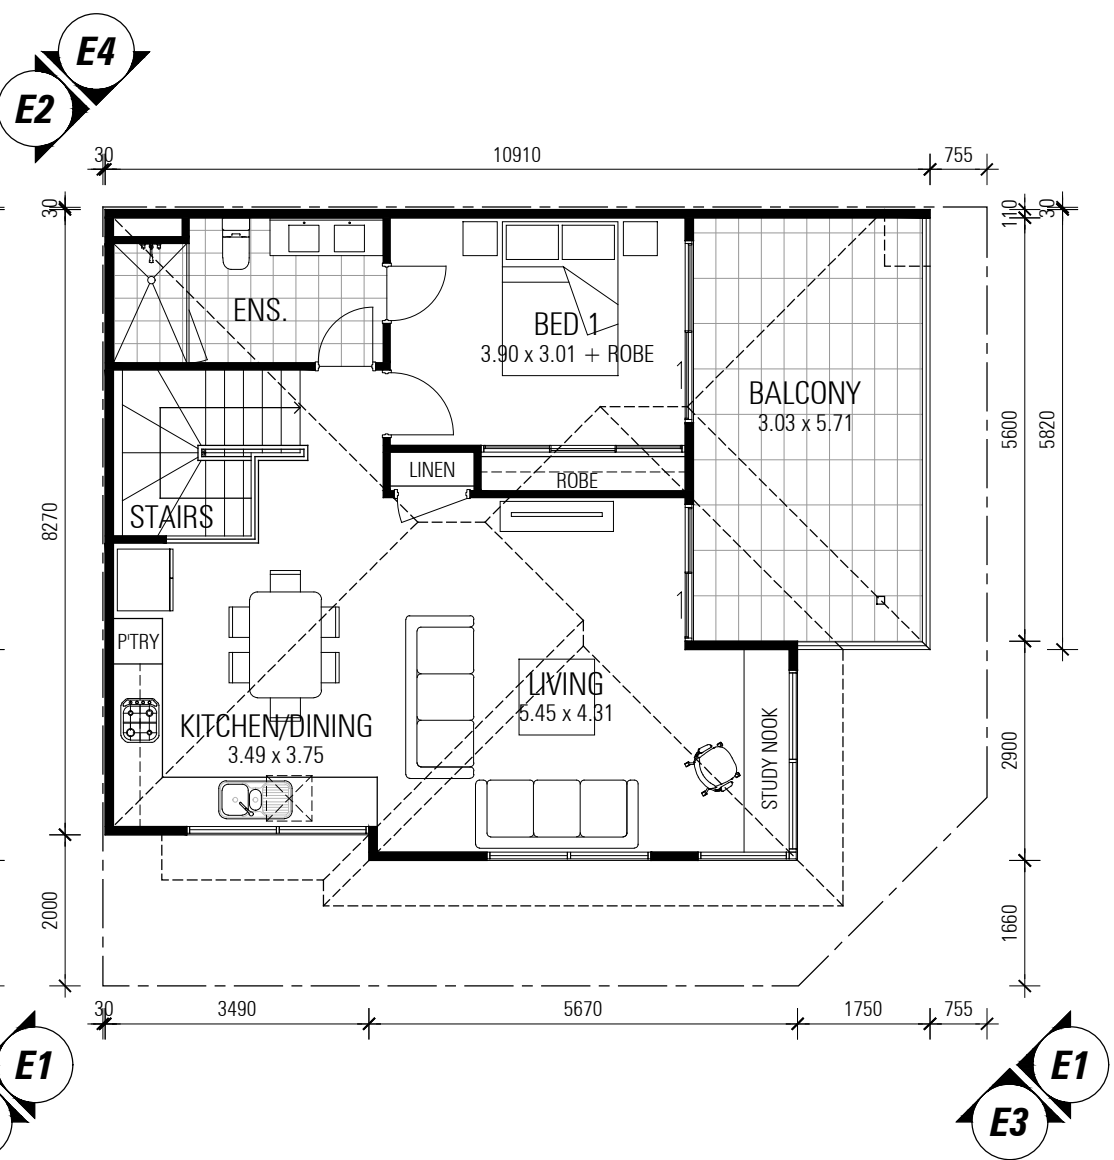 E4
E2
30
10910
755
30
110
30
ENS.
BED 1
3.90 x 3.01 + ROBE
BALCONY
3.03 x 5.71
5600
5820
LINEN
ROBE
STAIRS
8270
P'TRY
LIVING
5.45 x 4.31
KITCHEN/DINING
3.49 x 3.75
STUDY NOOK
2900
2000
1660
30
3490
5670
1750
755
E1
E1
E3